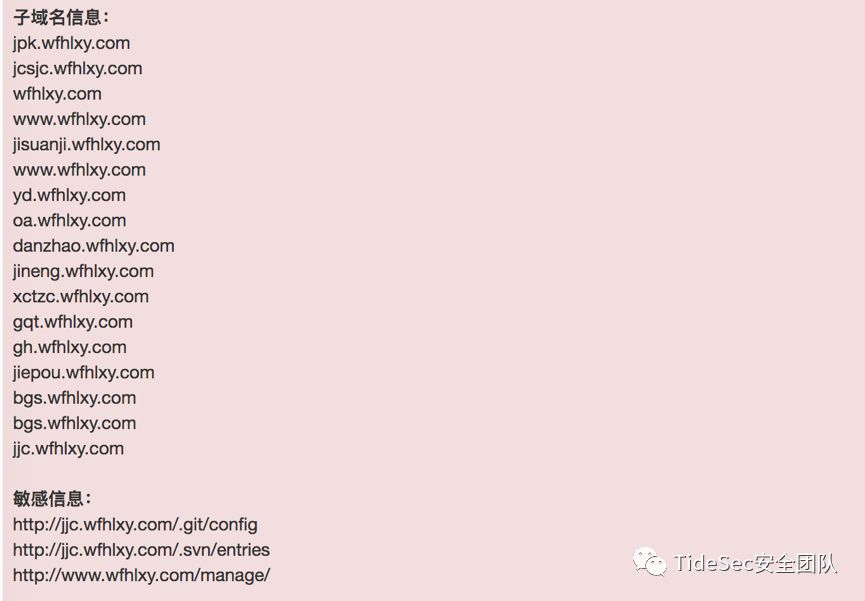 子域名信息：
jpk.wfhlxy.com
jcsjc.wfhlxy.com
wfhlxy.com
www.wfhlxy.com
jisuanji.wfhlxy.com
www.wfhlxy.com
yd.wfhlxy.com
oa.wfhlxy.com
danzhao.wfhlxy.com
jineng.wfhlxy.com
xctzc.wfhlxy.com
gqt.wfhlxy.com
gh.wfhlxy.com
jiepou.wfhlxy.com
bgs.wfhlxy.com
bgs.wfhlxy.com
jjc.wfhlxy.com
敏感信息：
http://jjc.wfhlxy.com/.git/config
http://jjc.wfhlxy.com/.svn/entries
http://www.wfhlxy.com/manage/
TideSec安全团队